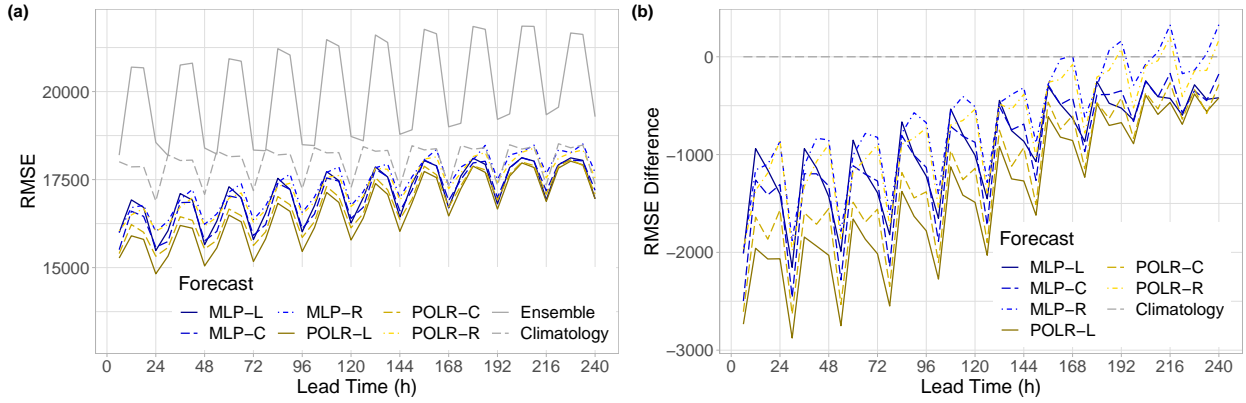 (a)
20000
17500
15000
RMSE
0 24 48 72 96 120 144 168 192 216 240
Lead Time (h)
Forecast
MLP−L MLP−R POLR−C Ensemble
MLP−C POLR−L POLR−R Climatology
(b)
0
−1000
−2000
−3000
RMSE Difference
0 24 48 72 96 120 144 168 192 216 240
Lead Time (h)
Forecast
MLP−L POLR−C
MLP−C POLR−R
MLP−R Climatology
POLR−L